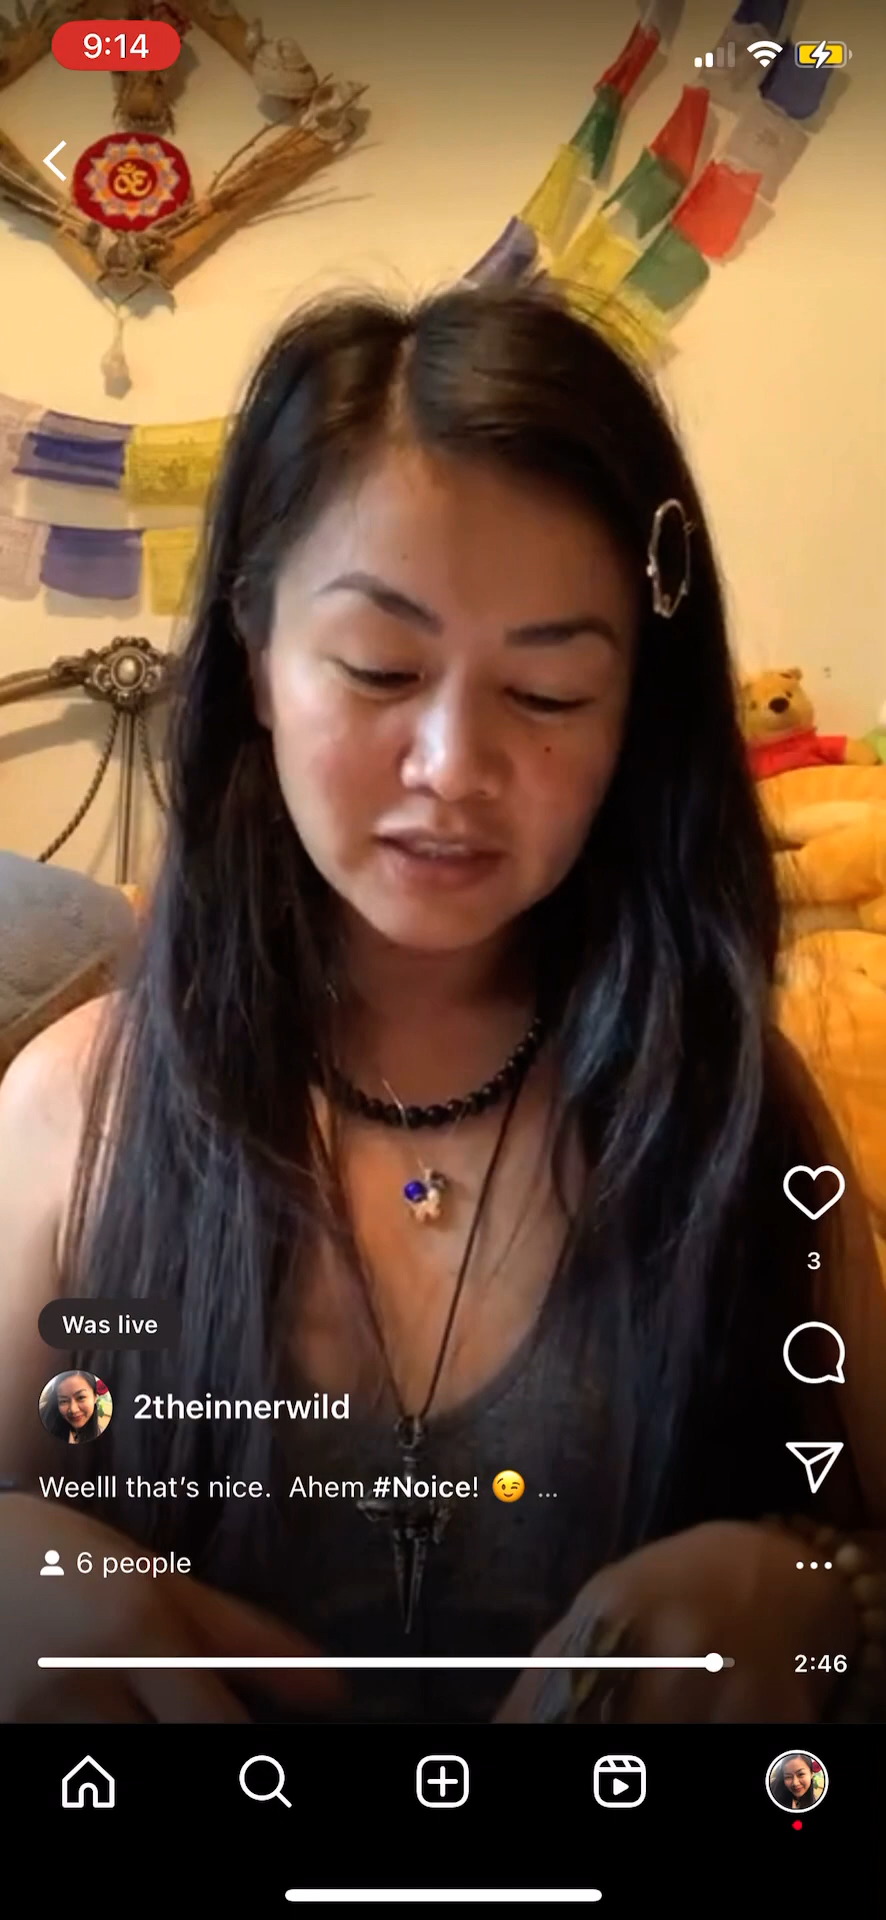 9:14
ॐ
3
Was live
2theinnerwild
Weelll that’s nice.  Ahem #Noice! 😉 ...
6 people
2:46